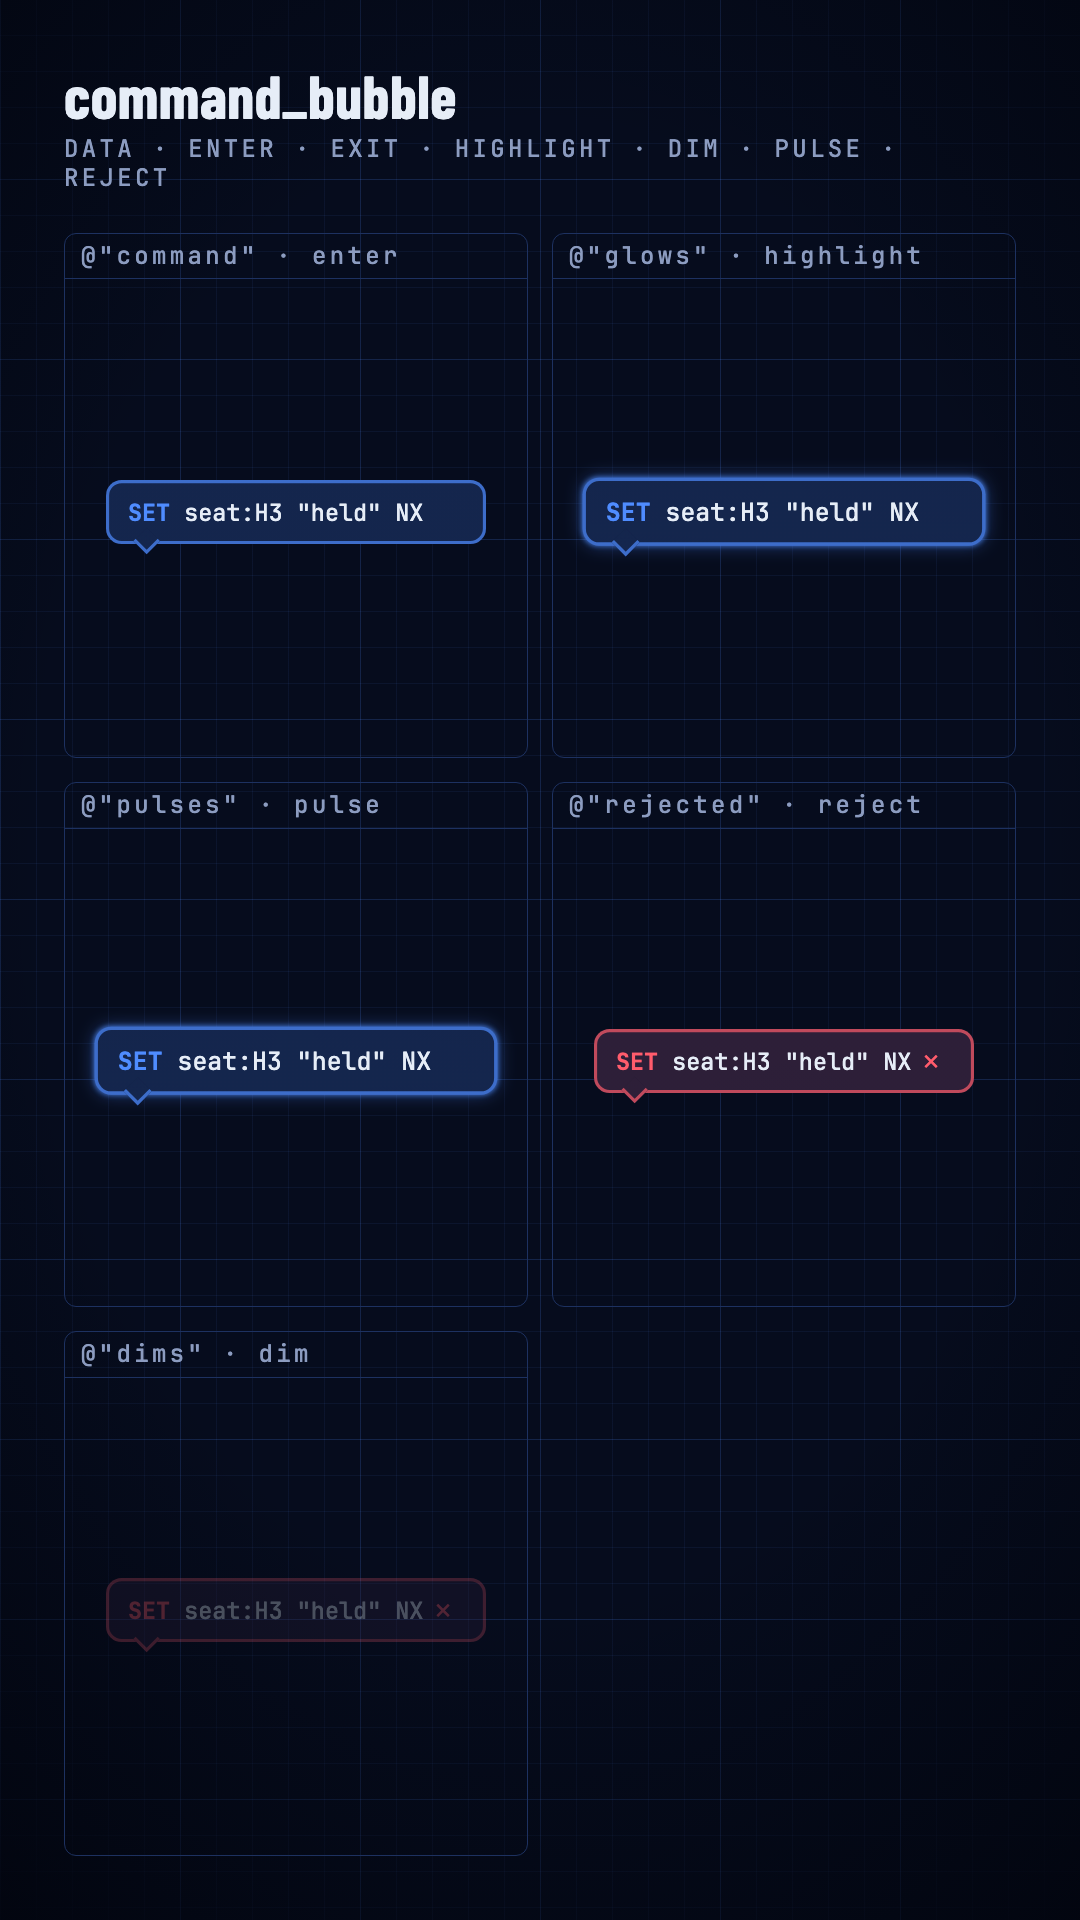 command_bubble
DATA · ENTER · EXIT · HIGHLIGHT · DIM · PULSE ·
REJECT
@"command" · enter
SET seat:H3 "held" NX
@"glows" · highlight
SET seat:H3 "held" NX
@"pulses" · pulse
SET seat:H3 "held" NX
@"rejected" · reject
SET seat:H3 "held" NX ×
@"dims" · dim
SET seat:H3 "held" NX ×